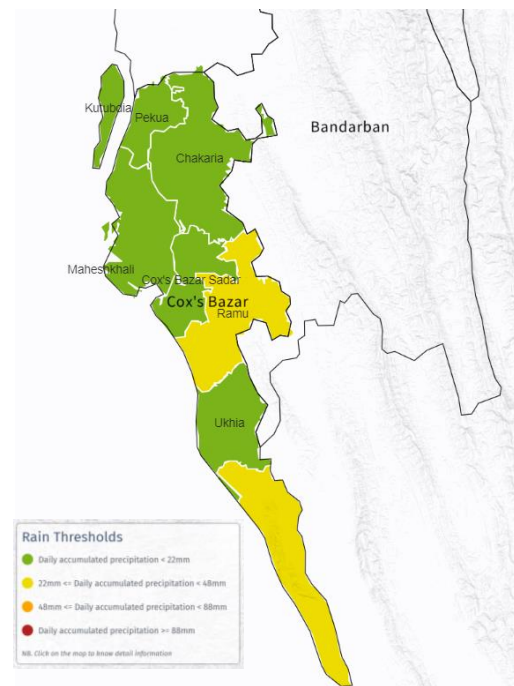 Kutubdia
Pekua
Chakaria
Bandarban
Maheshkhali
Cox's Bazar Sadar
Cox's Bazar
Ramu
Ukhia
Rain Thresholds
Daily accumulated precipitation < 22mm
22mm <= Daily accumulated precipitation < 48mm
48mm <= Daily accumulated precipitation < 88mm
Daily accumulated precipitation >= 88mm
NB. Click on the map to know detail information